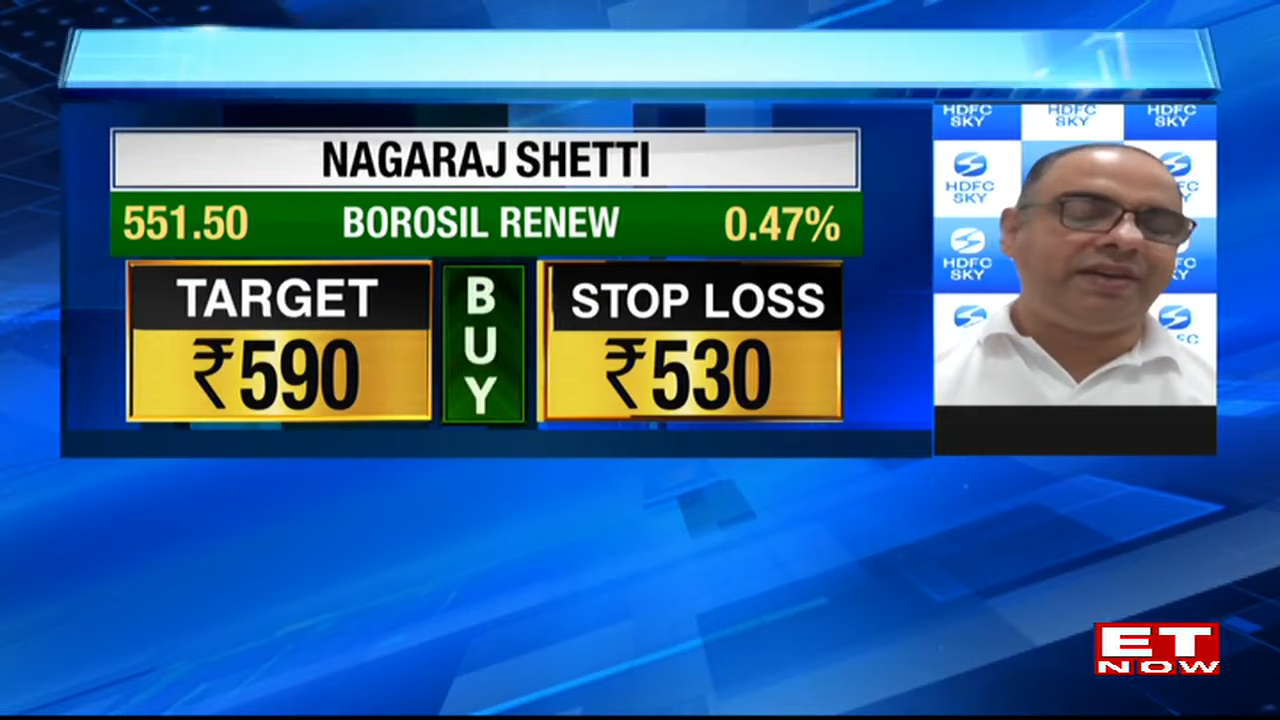 NAGARAJ SHETTI
551.50 BOROSIL RENEW 0.47%
TARGET
₹590
BUY
STOP LOSS
₹530
HDFC SKY HDFC SKY HDFC SKY
HDFC SKY
HDFC SKY
ET
NOW